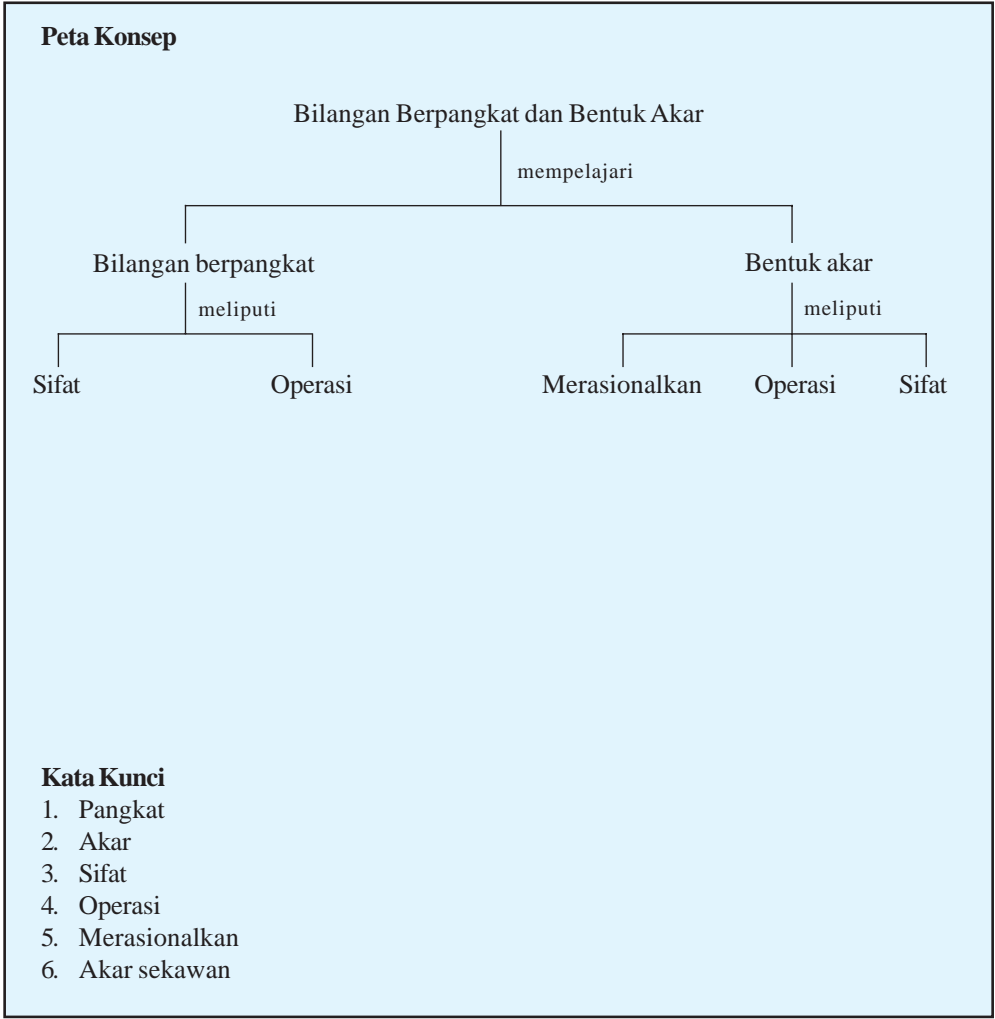 Peta Konsep
Bilangan Berpangkat dan Bentuk Akar
mempelajari
Bilangan berpangkat Bentuk akar
meliputi meliputi
Sifat Operasi Merasionalkan Operasi Sifat
Kata Kunci
1. Pangkat
2. Akar
3. Sifat
4. Operasi
5. Merasionalkan
6. Akar sekawan